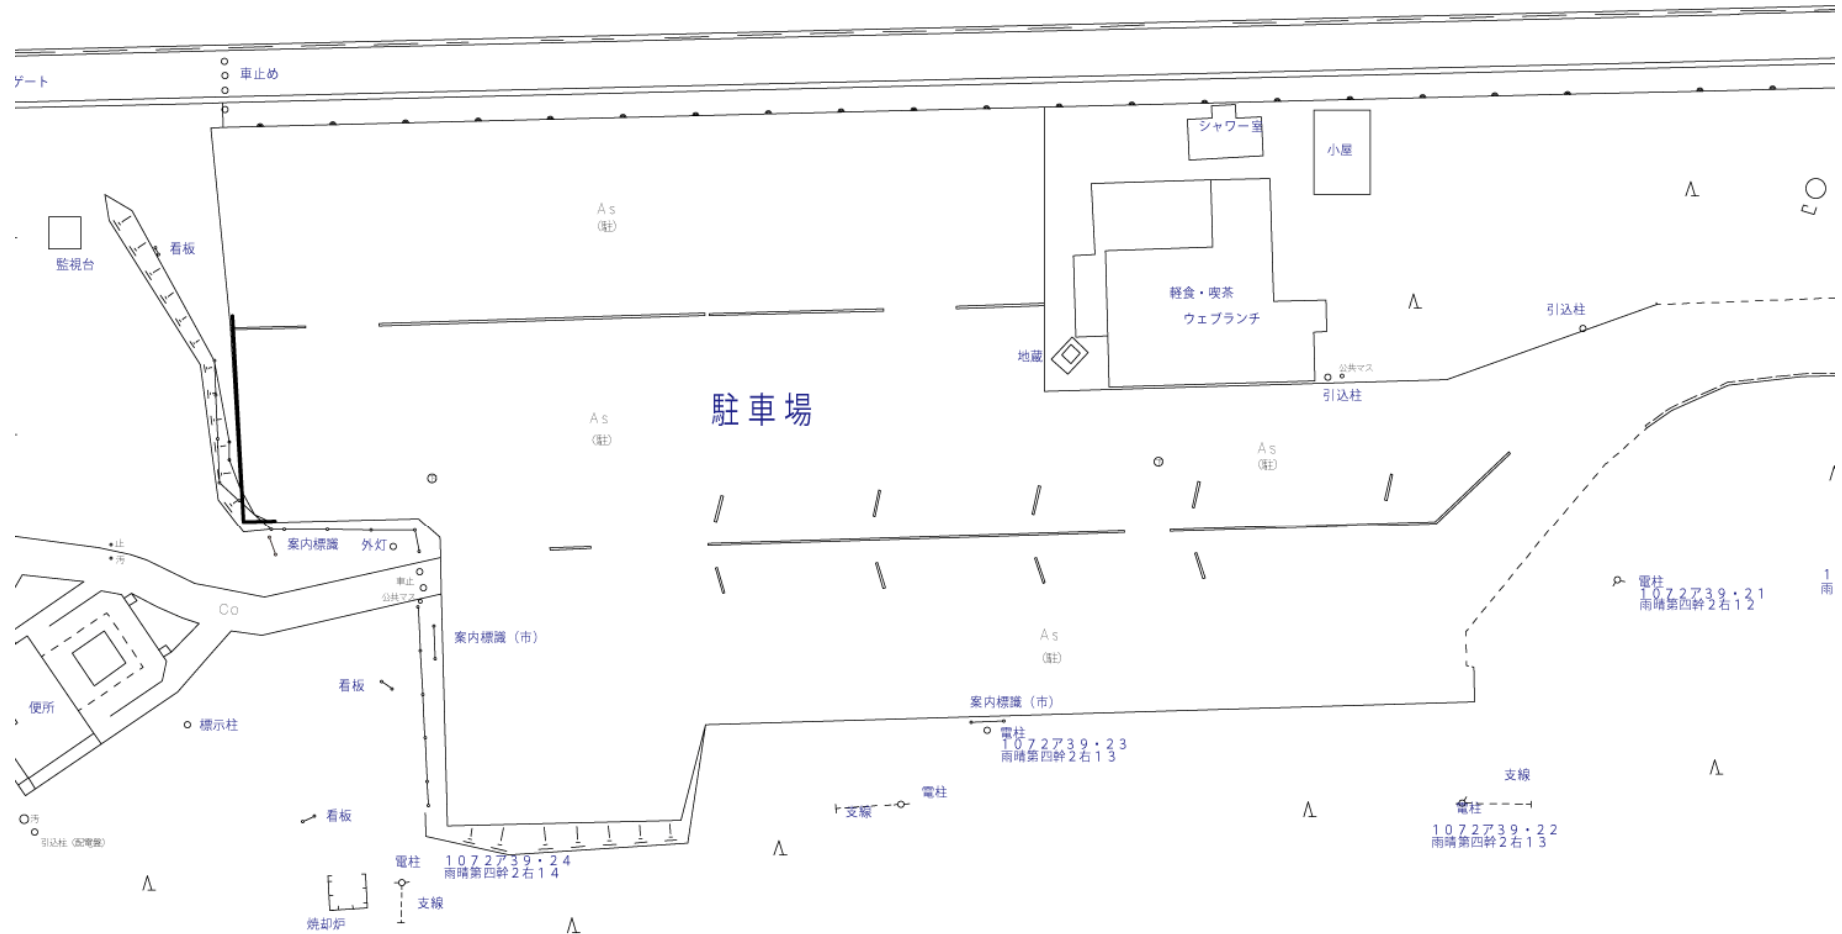 車止め
ゲート
シャワー室
小屋
As
(駐)
看板
監視台
軽食・喫茶
ウェブランチ
引込柱
地蔵
公共マス
引込柱
駐車場
As
(駐)
As
(駐)
案内標識
外灯
止
汚
車止
公共マス
Co
電柱
1072ア39・21
雨晴第四幹2右12
1
雨
As
(駐)
案内標識(市)
看板
便所
標示柱
案内標識(市)
電柱
1072ア39・23
雨晴第四幹2右13
支線
電柱
支線
電柱
1072ア39・22
雨晴第四幹2右13
看板
汚
引込柱(配電盤)
電柱
1072ア39・24
雨晴第四幹2右14
支線
焼却炉